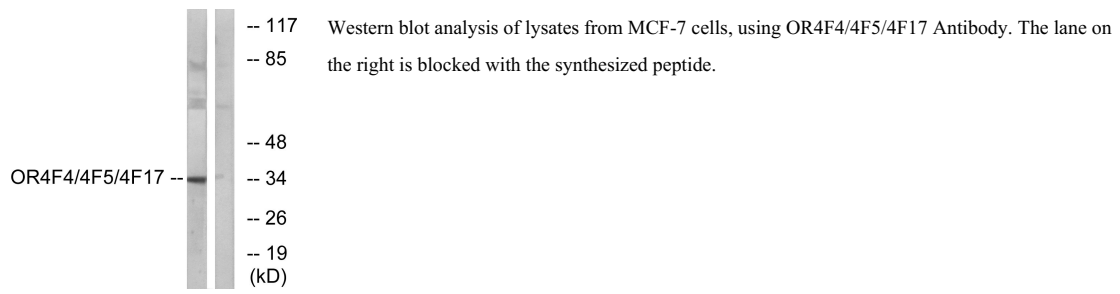 -- 117
-- 85
-- 48
OR4F4/4F5/4F17 --
-- 34
-- 26
-- 19
(kD)
Western blot analysis of lysates from MCF-7 cells, using OR4F4/4F5/4F17 Antibody. The lane on
the right is blocked with the synthesized peptide.